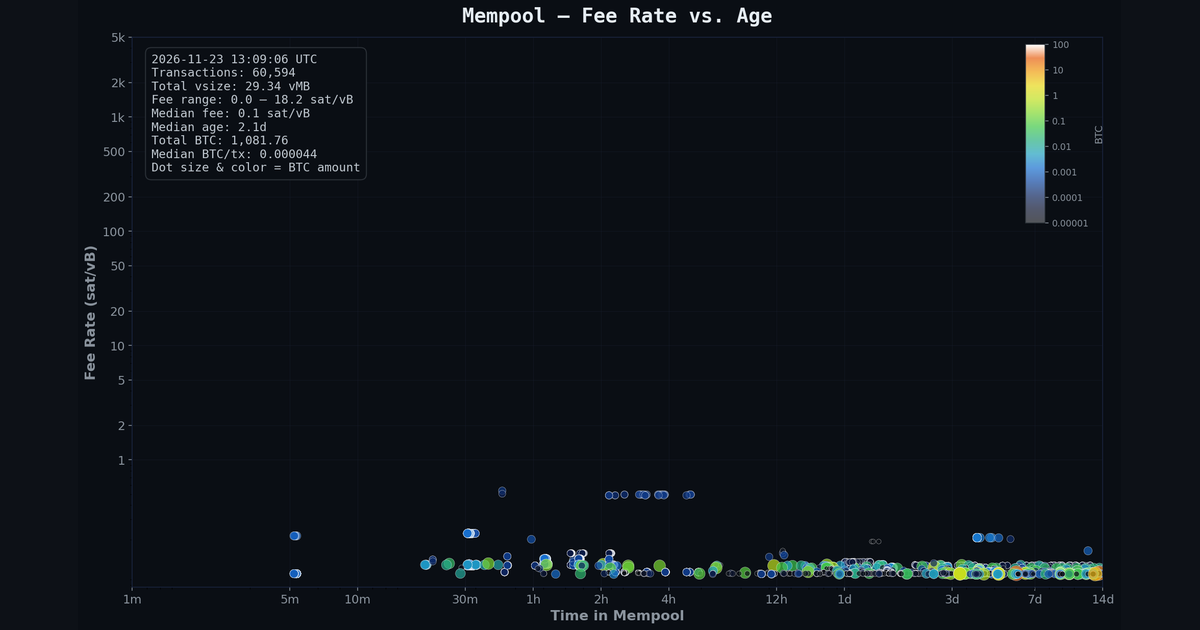 Mempool — Fee Rate vs. Age
5k
2k
1k
500
200
100
50
20
10
5
2
1
Fee Rate (sat/vB)
2026-11-23 13:09:06 UTC
Transactions: 60,594
Total vsize: 29.34 vMB
Fee range: 0.0 – 18.2 sat/vB
Median fee: 0.1 sat/vB
Median age: 2.1d
Total BTC: 1,081.76
Median BTC/tx: 0.000044
Dot size & color = BTC amount
100
10
1
0.1
0.01
0.001
0.0001
0.00001
BTC
1m 5m 10m 30m 1h 2h 4h 12h 1d 3d 7d 14d
Time in Mempool